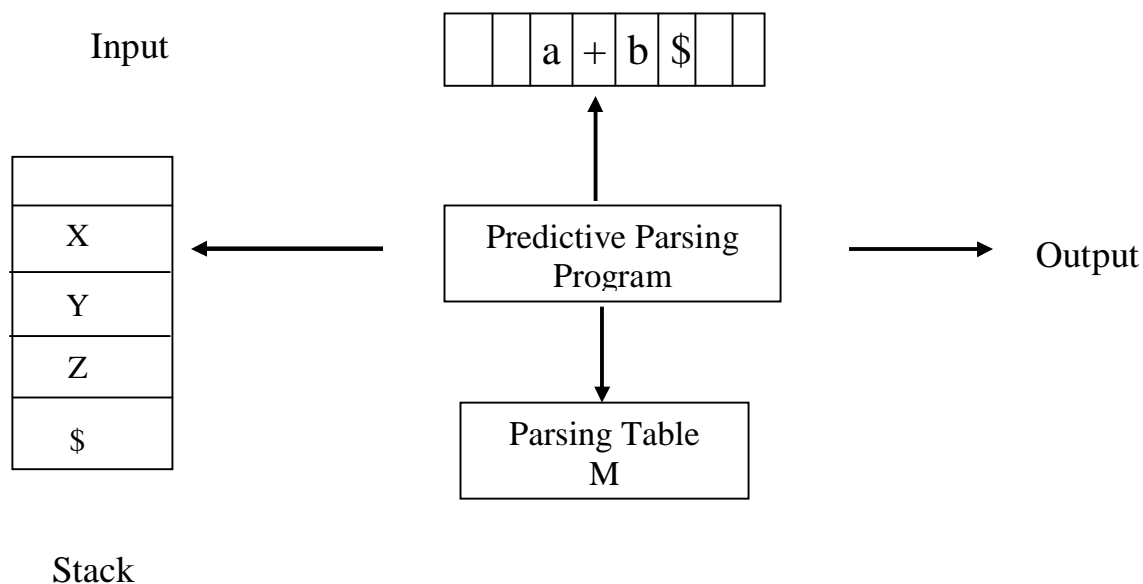 Input
a + b $
X
Y
Z
$
Stack
Predictive Parsing
Program
Output
Parsing Table
M